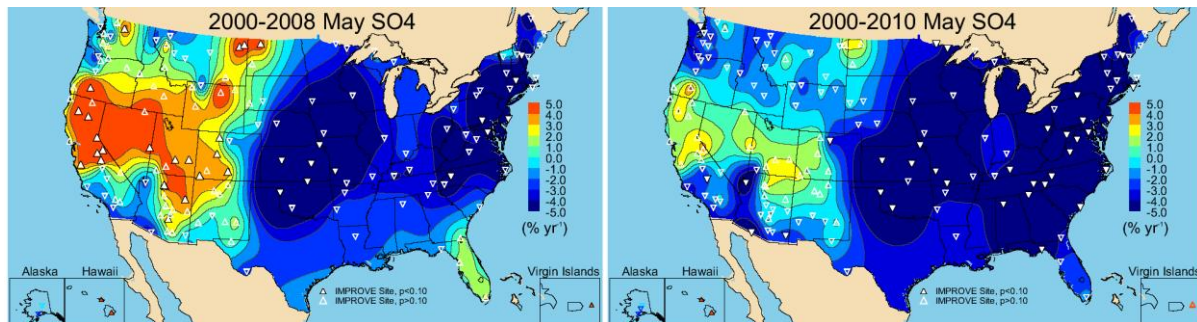 2000-2008 May SO4
5.0
4.0
3.0
2.0
1.0
0.0
-1.0
-2.0
-3.0
-4.0
-5.0
(% yr⁻¹)
Alaska
Hawaii
Virgin Islands
IMPROVE Site, p<0.10
IMPROVE Site, p>0.10
2000-2010 May SO4
5.0
4.0
3.0
2.0
1.0
0.0
-1.0
-2.0
-3.0
-4.0
-5.0
(% yr⁻¹)
Alaska
Hawaii
Virgin Islands
IMPROVE Site, p<0.10
IMPROVE Site, p>0.10